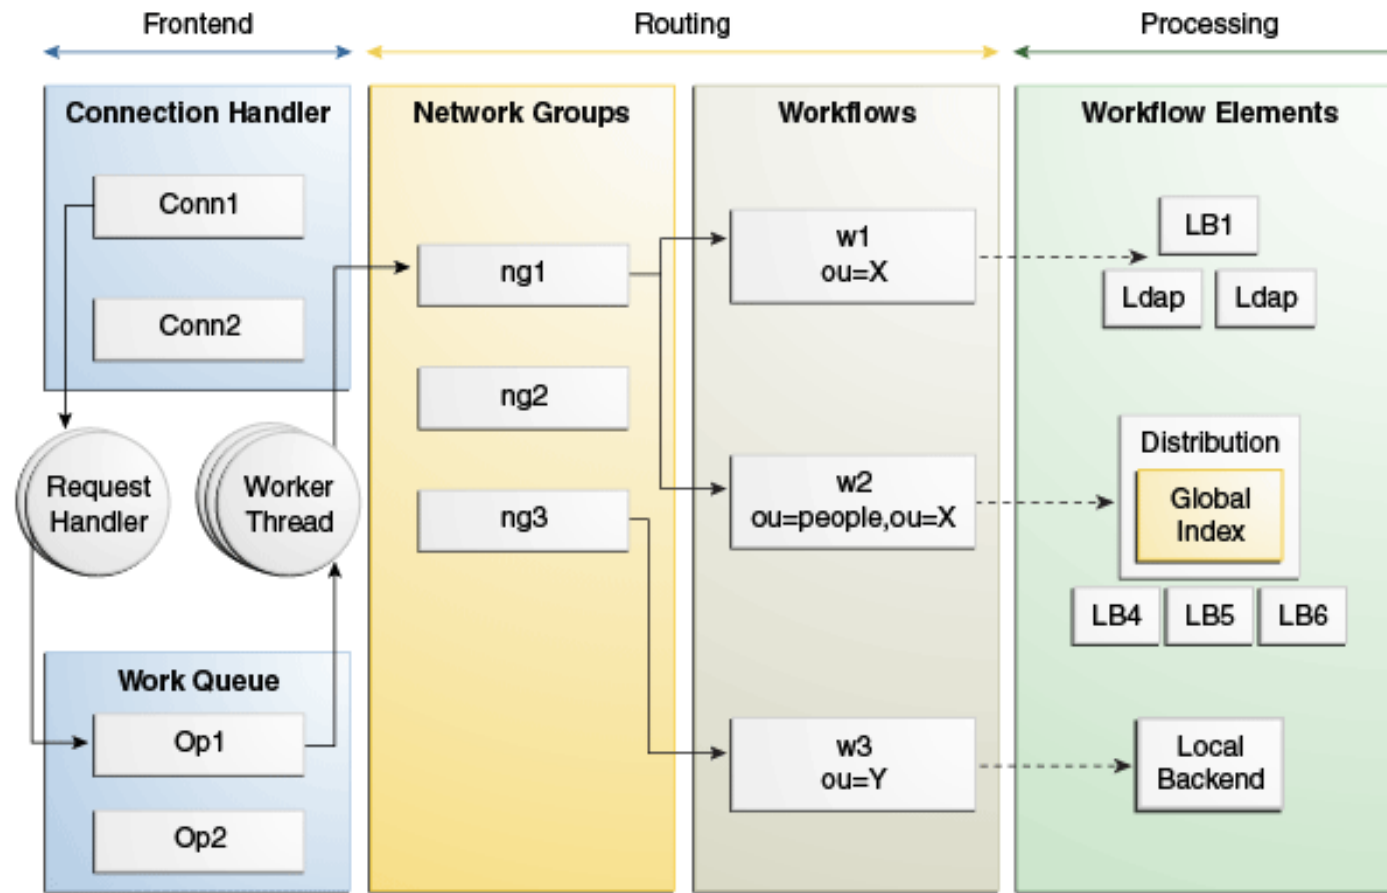 Frontend
Routing
Processing
Connection Handler
Conn1
Conn2
Request
Handler
Worker
Thread
Work Queue
Op1
Op2
Network Groups
ng1
ng2
ng3
Workflows
w1
ou=X
w2
ou=people,ou=X
w3
ou=Y
Workflow Elements
LB1
Ldap
Ldap
Distribution
Global
Index
LB4
LB5
LB6
Local
Backend